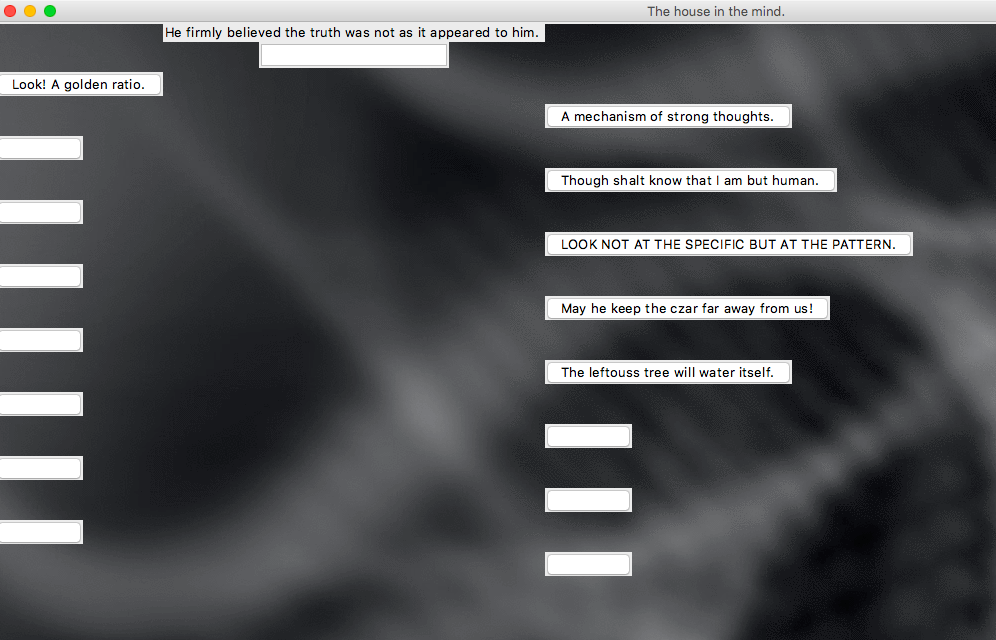 The house in the mind.
He firmly believed the truth was not as it appeared to him.
Look! A golden ratio.
A mechanism of strong thoughts.
Though shalt know that I am but human.
LOOK NOT AT THE SPECIFIC BUT AT THE PATTERN.
May he keep the czar far away from us!
The leftouss tree will water itself.